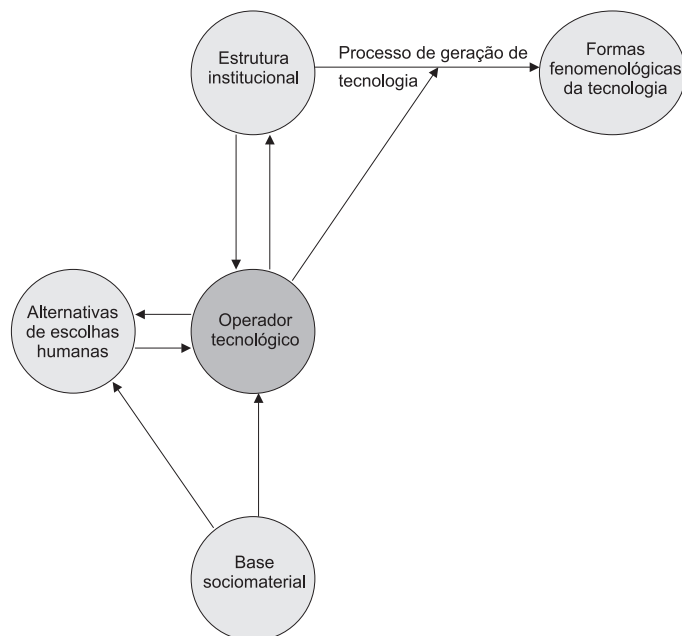 Estrutura
institucional
Processo de geração de
tecnologia
Formas
fenomenológicas
da tecnologia
Alternativas
de escolhas
humanas
Operador
tecnológico
Base
sociomaterial